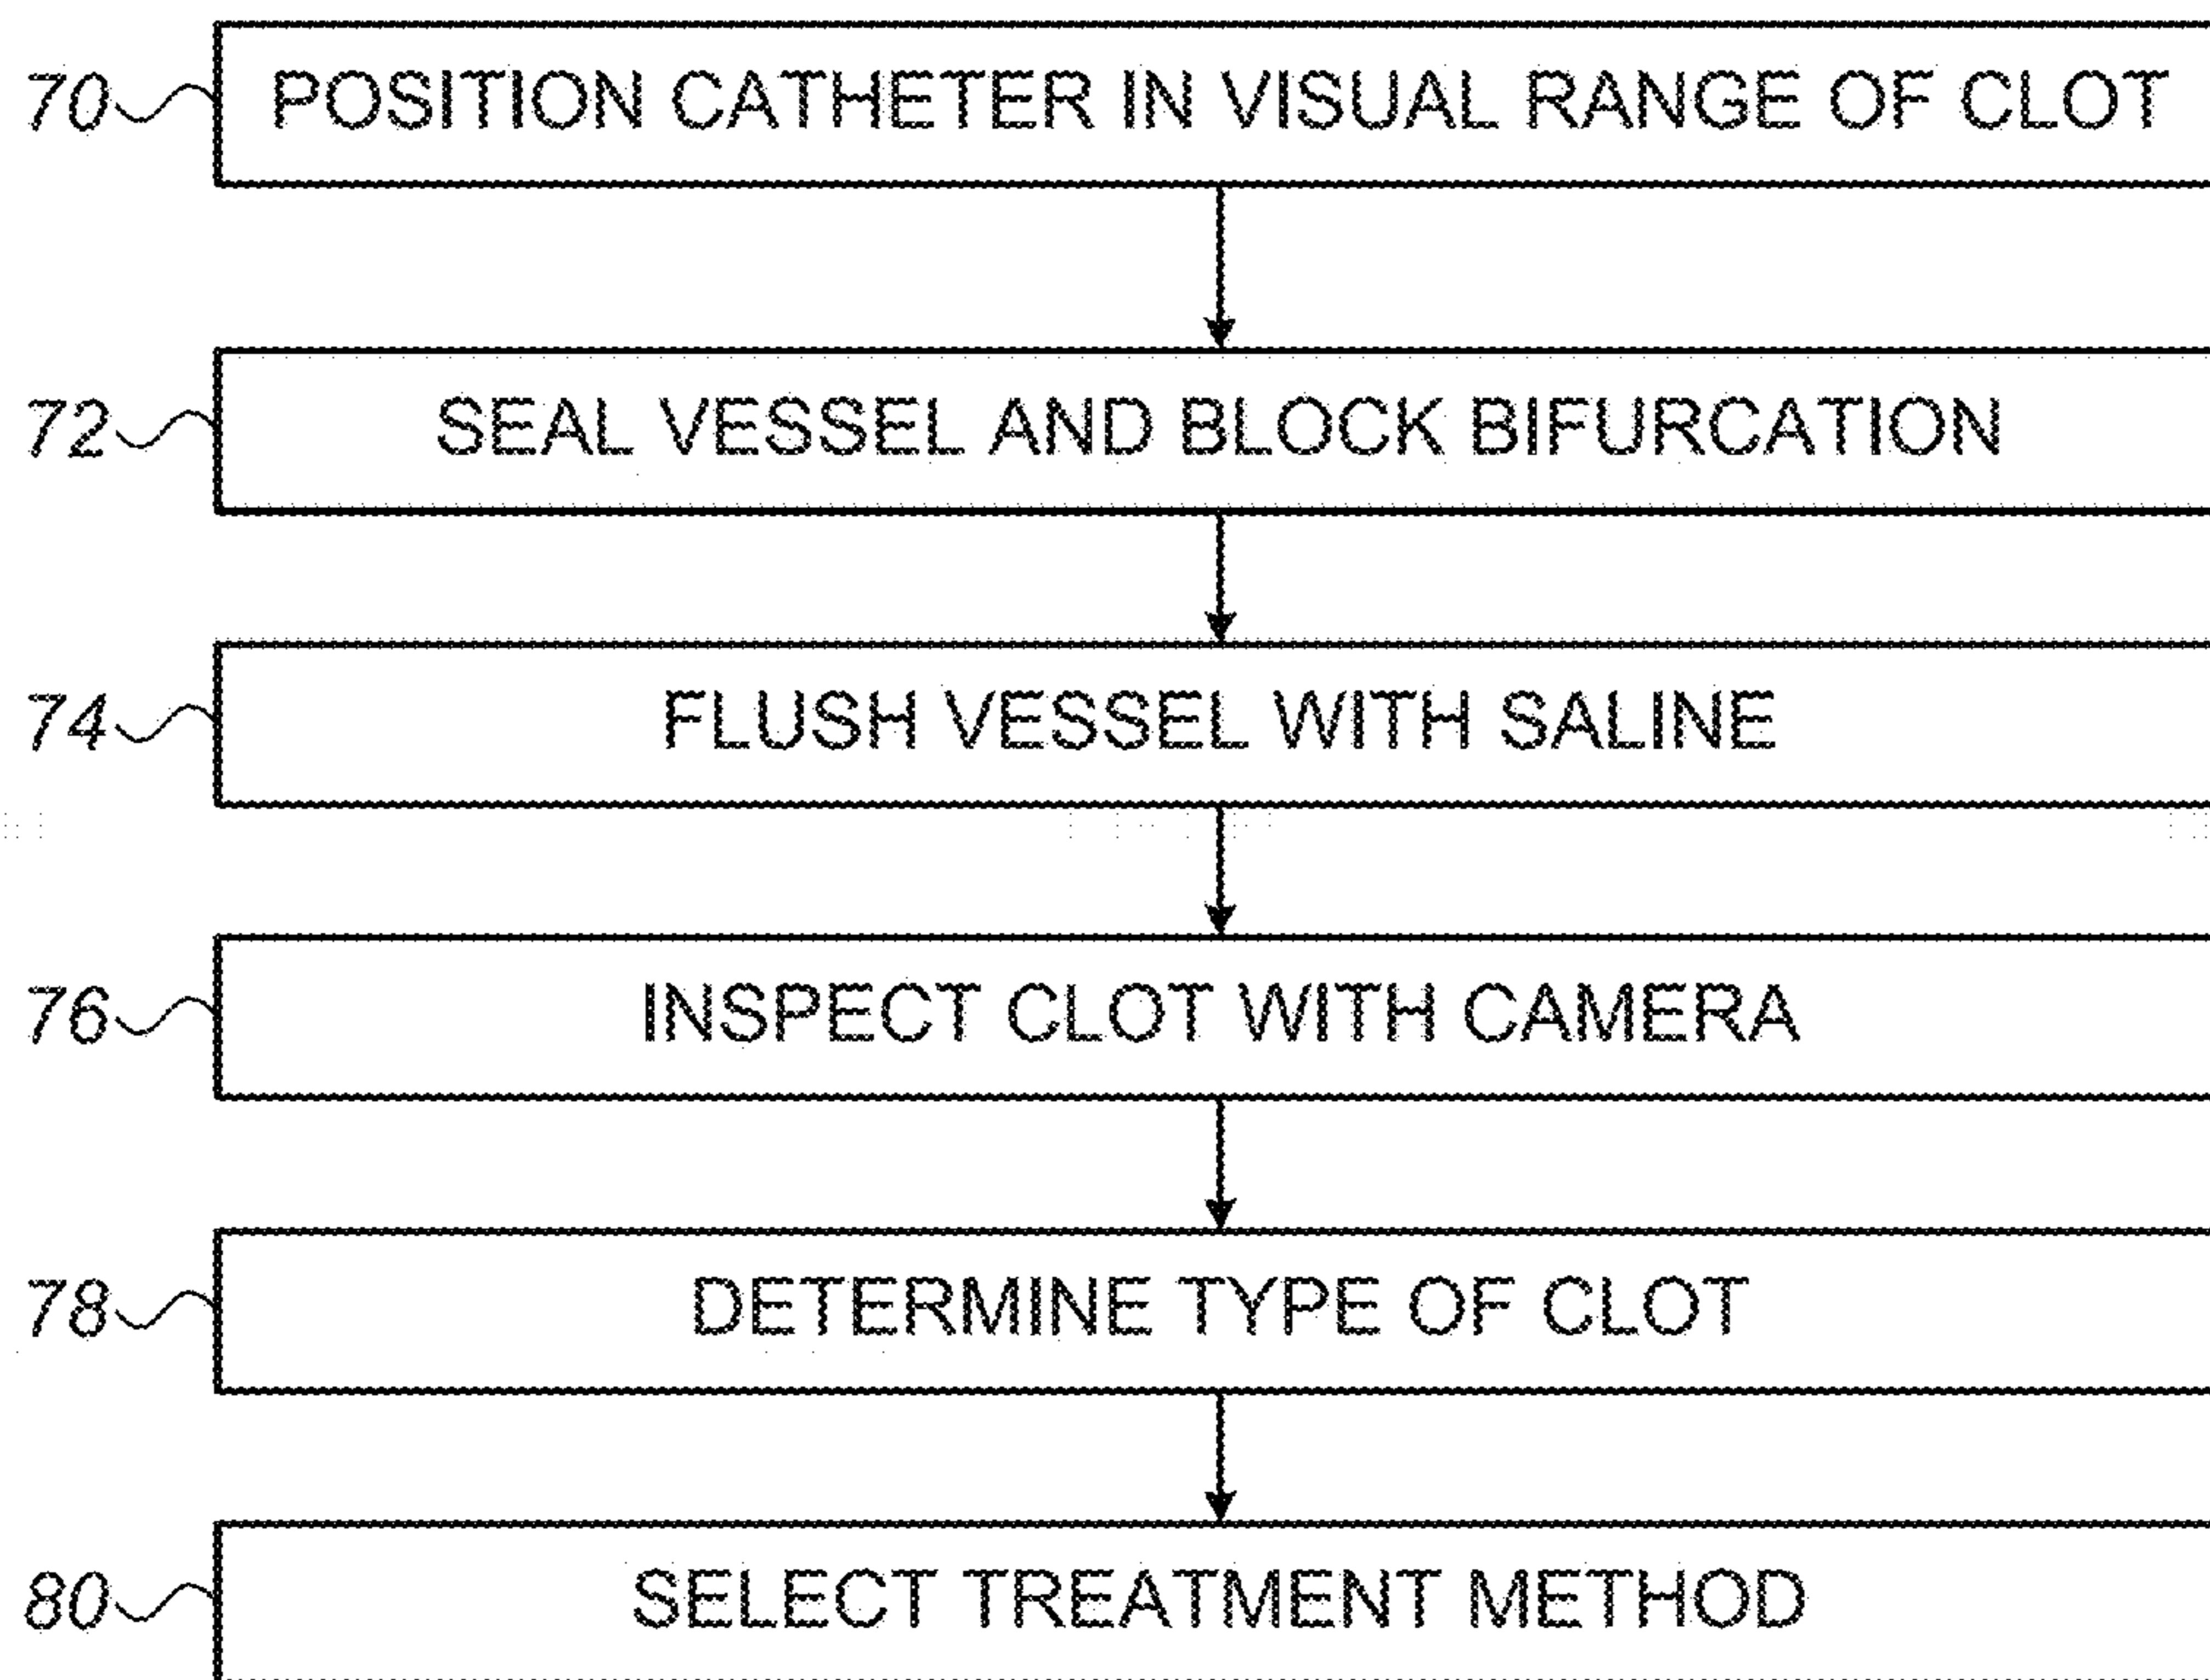 70 POSITION CATHETER IN VISUAL RANGE OF CLOT
72 SEAL VESSEL AND BLOCK BIFURCATION
74 FLUSH VESSEL WITH SALINE
76 INSPECT CLOT WITH CAMERA
78 DETERMINE TYPE OF CLOT
80 SELECT TREATMENT METHOD